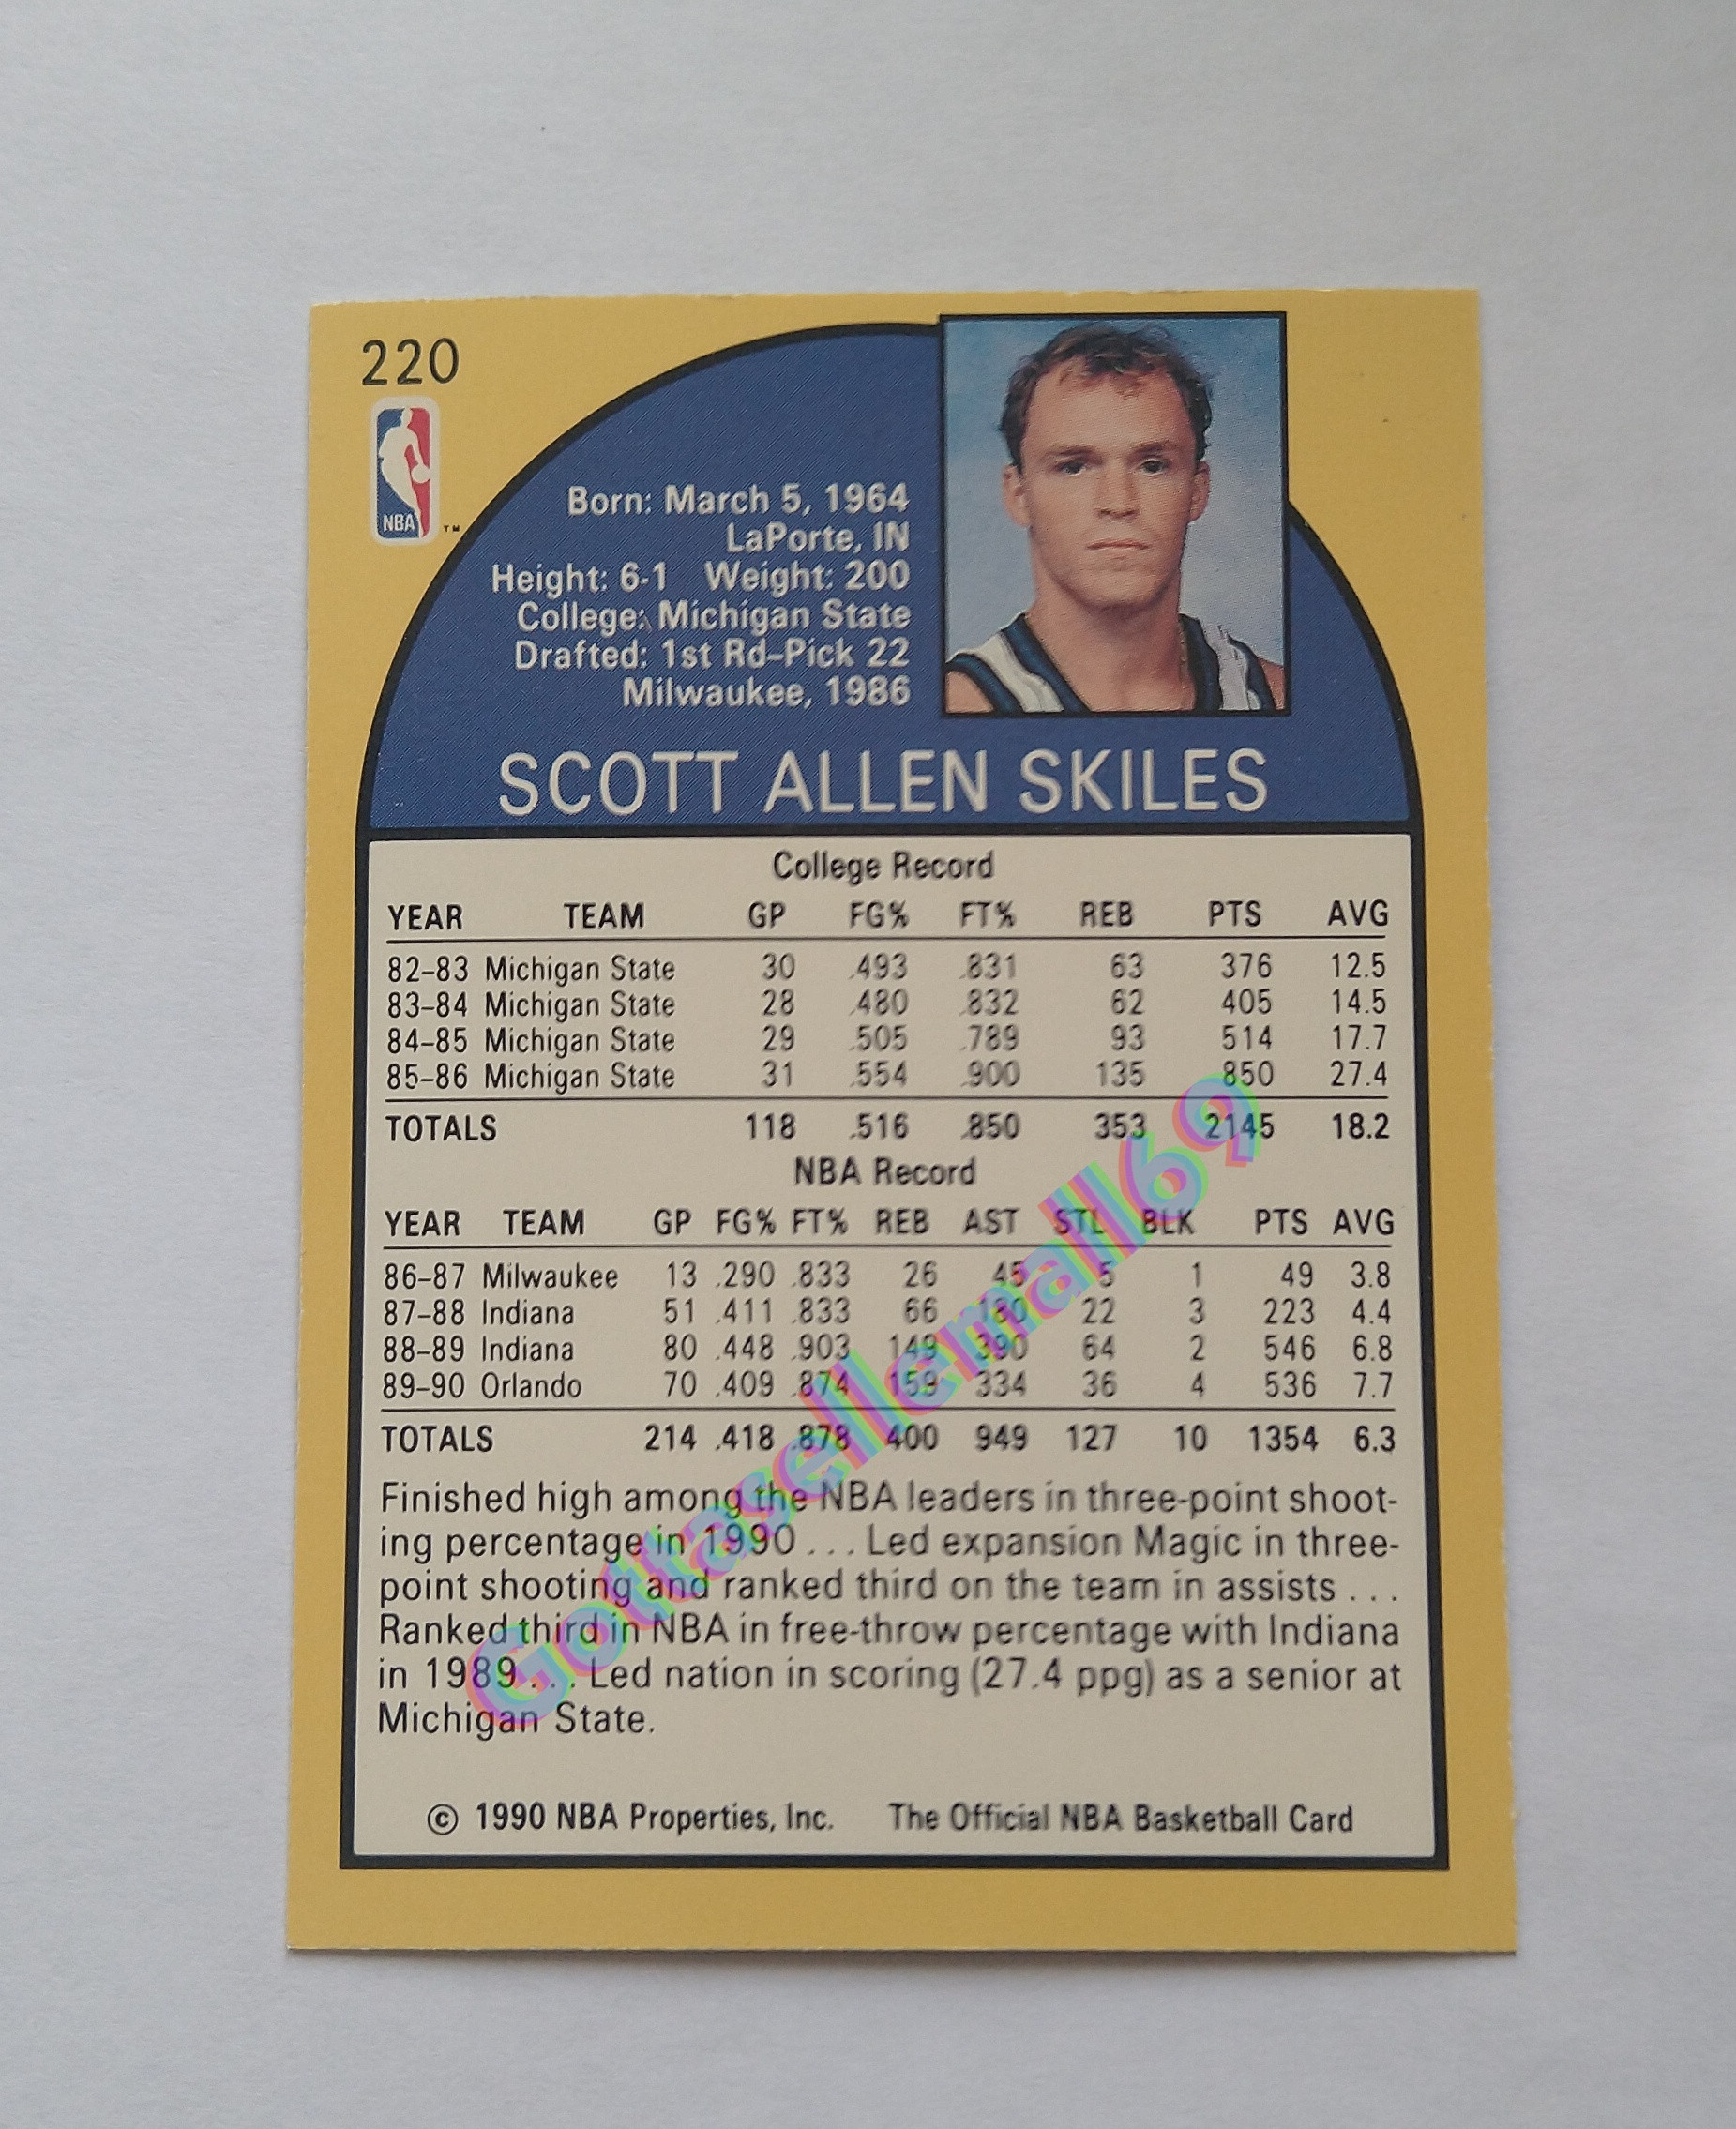 220
NBA
TM
Born: March 5, 1964
LaPorte, IN
Height: 6-1 Weight: 200
College: Michigan State
Drafted: 1st Rd–Pick 22
Milwaukee, 1986
SCOTT ALLEN SKILES
College Record
YEAR TEAM GP FG% FT% REB PTS AVG
82–83 Michigan State 30 .493 .831 63 376 12.5
83–84 Michigan State 28 .480 .832 62 405 14.5
84–85 Michigan State 29 .505 .789 93 514 17.7
85–86 Michigan State 31 .554 .900 135 850 27.4
TOTALS 118 .516 .850 353 2145 18.2
NBA Record
YEAR TEAM GP FG% FT% REB AST STL BLK PTS AVG
86–87 Milwaukee 13 .290 .833 26 45 5 1 49 3.8
87–88 Indiana 51 .411 .833 66 180 22 3 223 4.4
88–89 Indiana 80 .448 .903 149 390 64 2 546 6.8
89–90 Orlando 70 .409 .874 159 334 36 4 536 7.7
TOTALS 214 .418 .878 400 949 127 10 1354 6.3
Finished high among the NBA leaders in three-point shoot-
ing percentage in 1990 . . . Led expansion Magic in three-
point shooting and ranked third on the team in assists . . .
Ranked third in NBA in free-throw percentage with Indiana
in 1989 . . . Led nation in scoring (27.4 ppg) as a senior at
Michigan State.
© 1990 NBA Properties, Inc. The Official NBA Basketball Card
Gottasellemall69